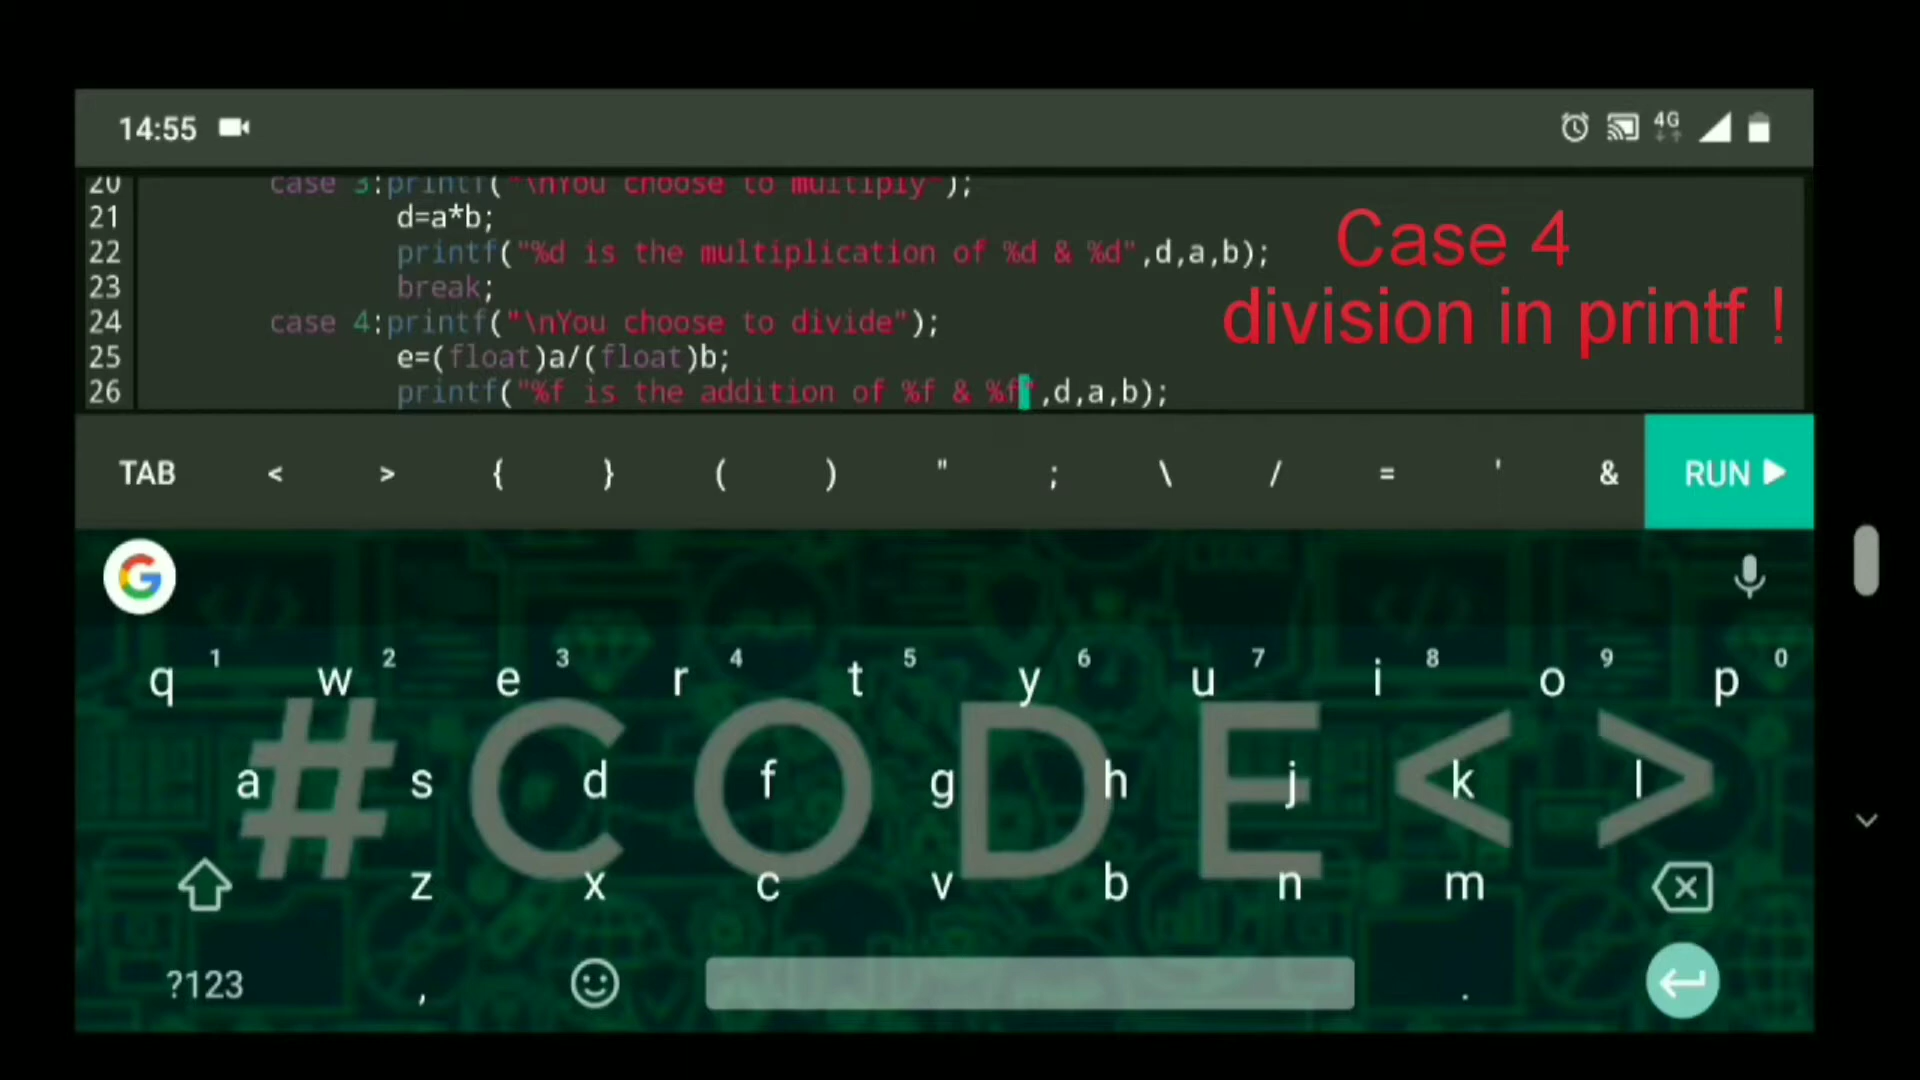 14:55
4G
20 case 3:printf("\nYou choose to multiply");
21 d=a*b;
22 printf("%d is the multiplication of %d & %d",d,a,b);
23 break;
24 case 4:printf("\nYou choose to divide");
25 e=(float)a/(float)b;
26 printf("%f is the addition of %f & %f",d,a,b);
Case 4
division in printf !
TAB < > { } ( ) " ; \ / = ' & RUN
G
q 1 w 2 e 3 r 4 t 5 y 6 u 7 i 8 o 9 p 0
#CODE<>
a s d f g h j k l
z x c v b n m
?123 , .